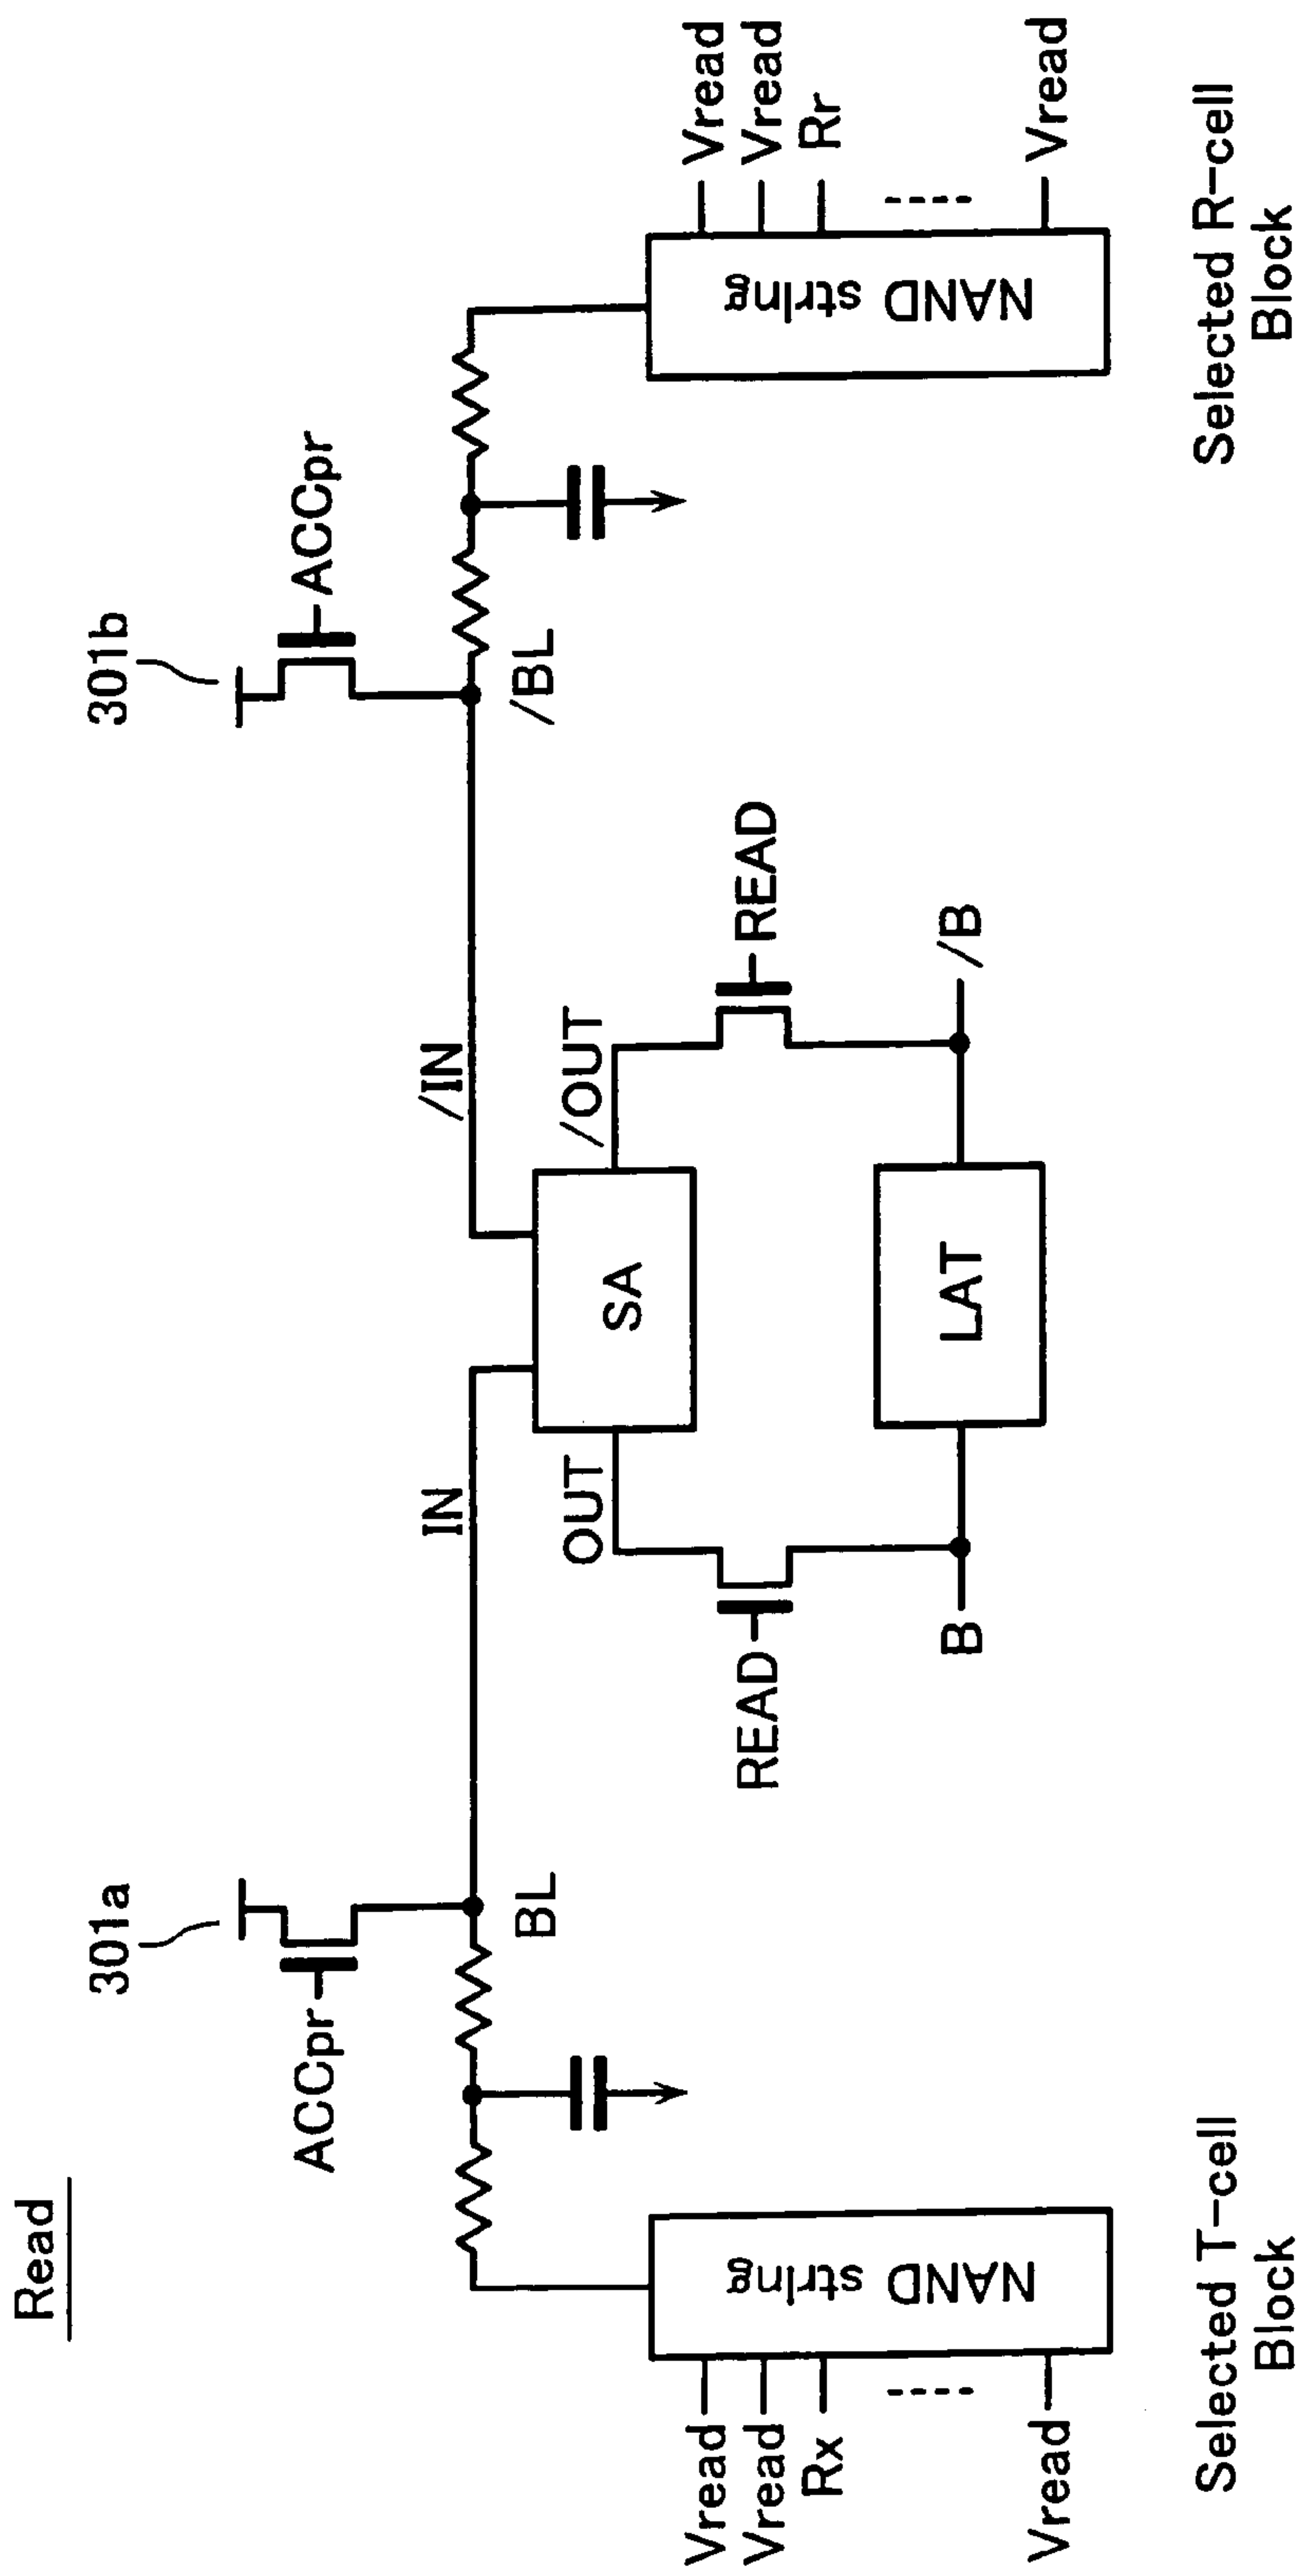 Read
301a
301b
ACCpr
ACCpr
IN
/IN
BL
/BL
SA
OUT
/OUT
READ
READ
LAT
B
/B
NAND string
NAND string
Vread
Vread
Rx
Vread
Vread
Vread
Rr
Vread
Selected T-cell
Block
Selected R-cell
Block